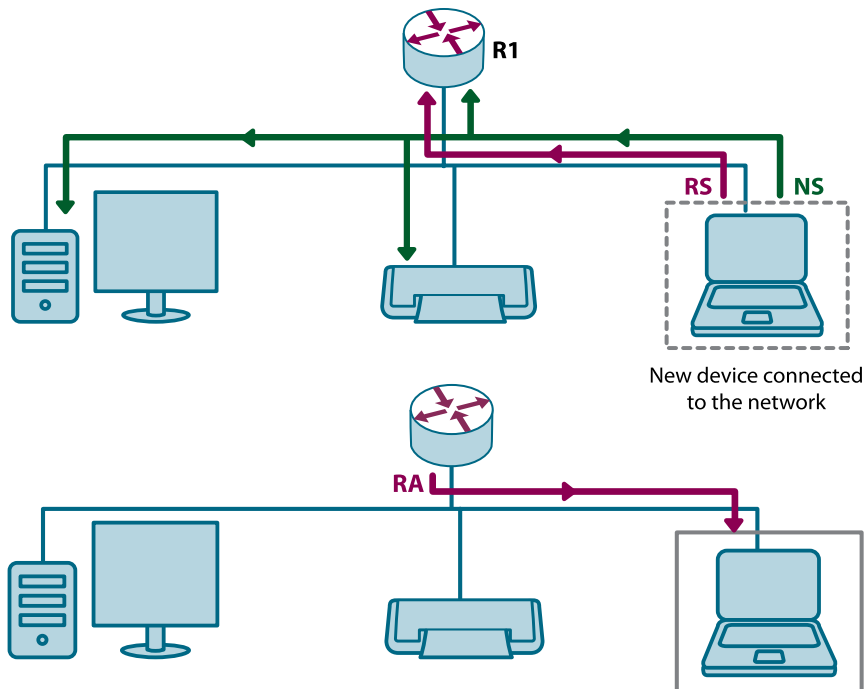 R1
RS
NS
New device connected
to the network
RA